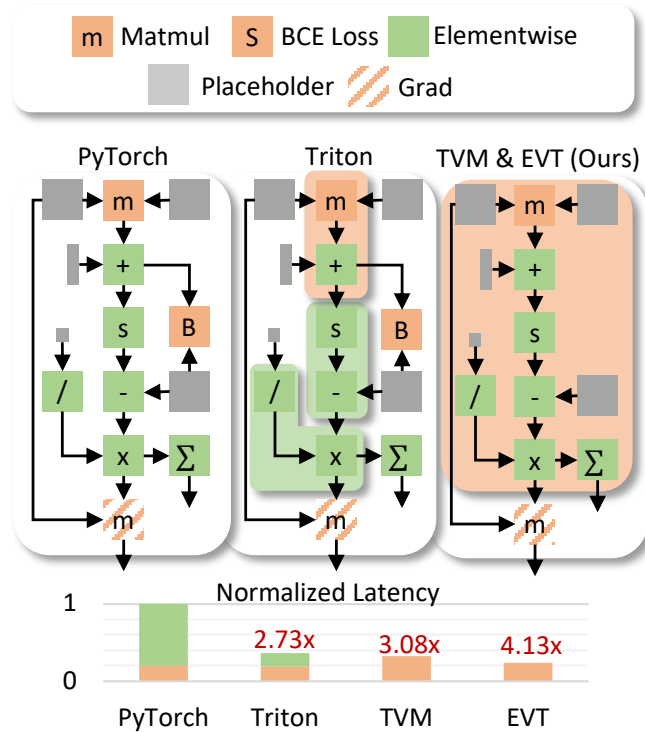 m Matmul S BCE Loss Elementwise
Placeholder Grad
PyTorch Triton TVM & EVT (Ours)
m m m
+ + +
s B s B s
/ - / - / -
x Σ x Σ x Σ
m m m
Normalized Latency
1
2.73x 3.08x 4.13x
0
PyTorch Triton TVM EVT